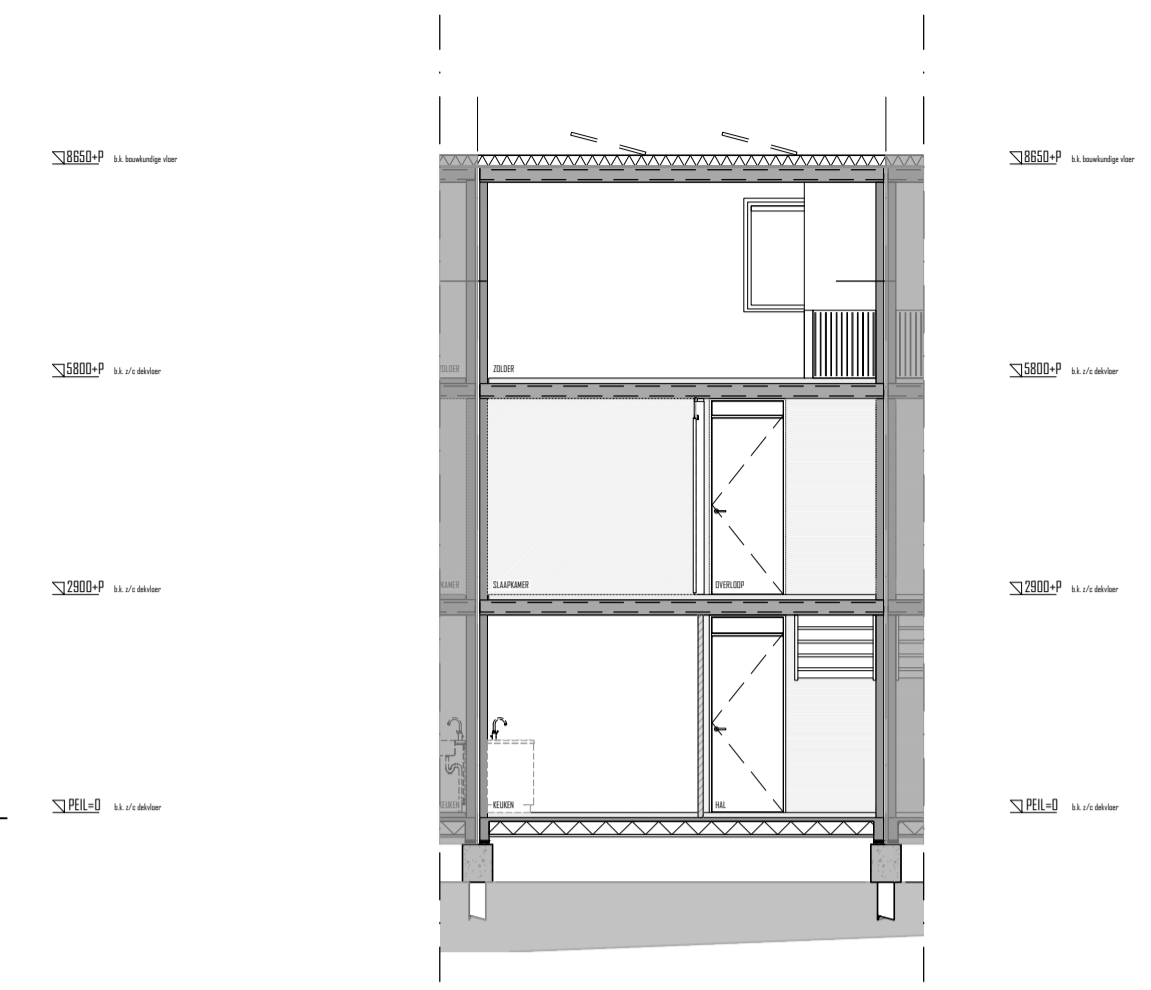 8650+P b.k. bouwkundige vloer
8650+P b.k. bouwkundige vloer
5800+P b.k. z/c dekvloer
ZOLDER
ZOLDER
5800+P b.k. z/c dekvloer
2900+P b.k. z/c dekvloer
KAMER
SLAAPKAMER
OVERLOOP
2900+P b.k. z/c dekvloer
PEIL=0 b.k. z/c dekvloer
KEUKEN
KEUKEN
HAL
PEIL=0 b.k. z/c dekvloer